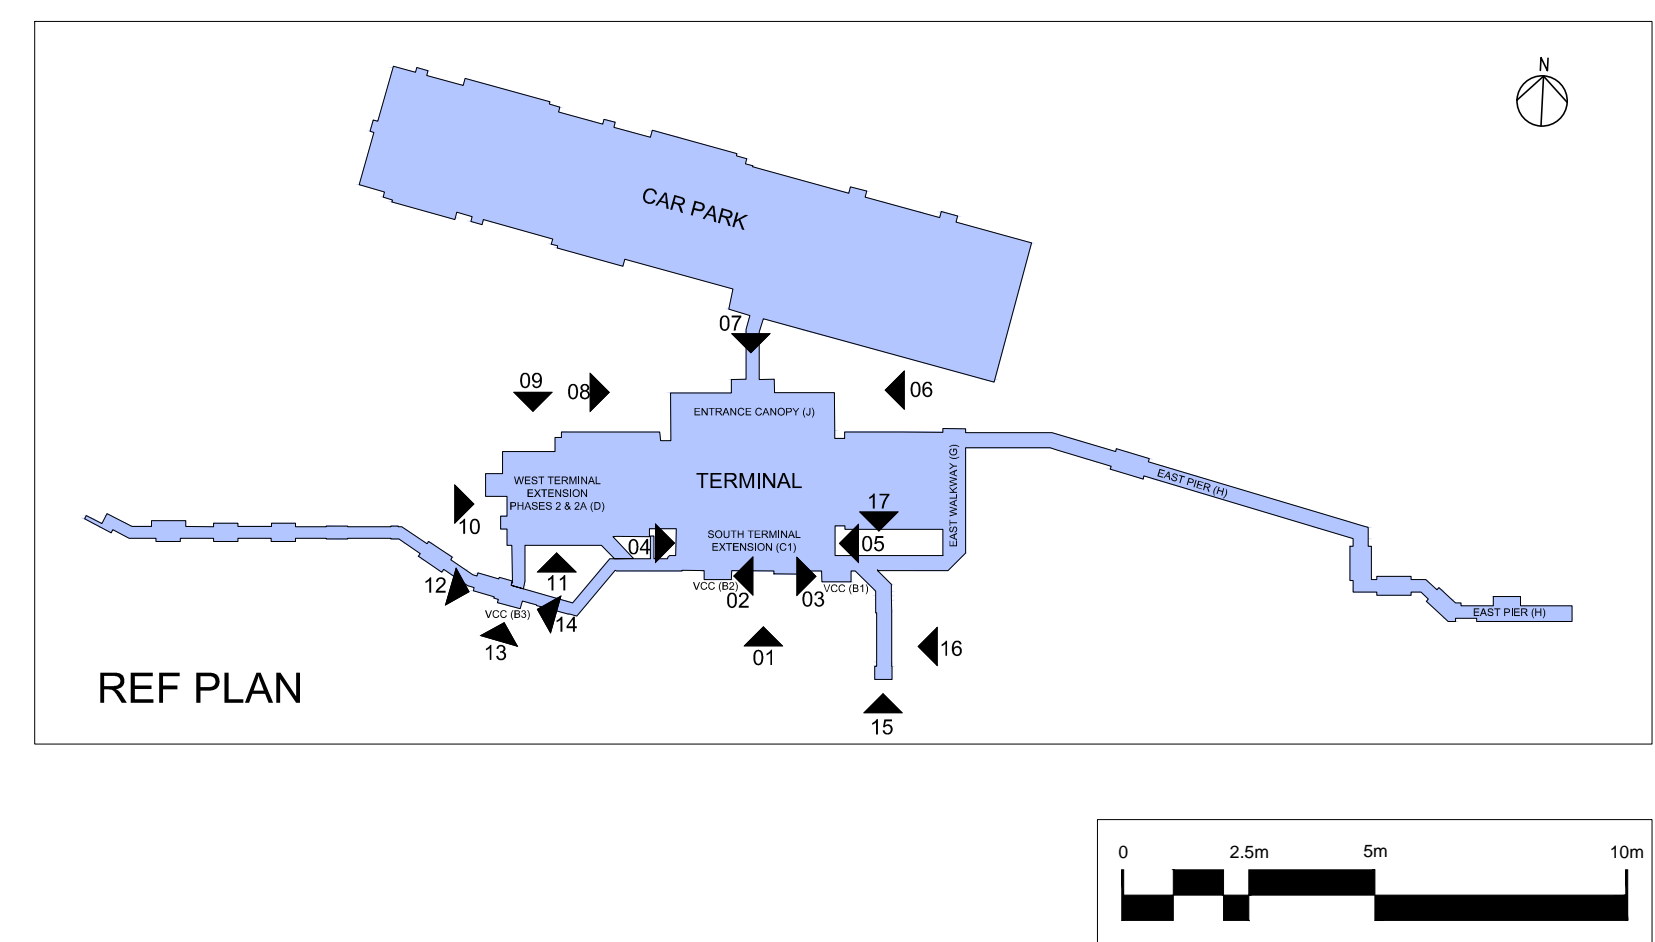 N
CAR PARK
07
09
08
06
ENTRANCE CANOPY (J)
TERMINAL
WEST TERMINAL
EXTENSION
PHASES 2 & 2A (D)
EAST WALKWAY (G)
EAST PIER (H)
10
17
04
SOUTH TERMINAL
EXTENSION (C1)
05
12
11
VCC (B2)
02
03
VCC (B1)
VCC (B3)
14
EAST PIER (H)
13
01
16
15
REF PLAN
0
2.5m
5m
10m